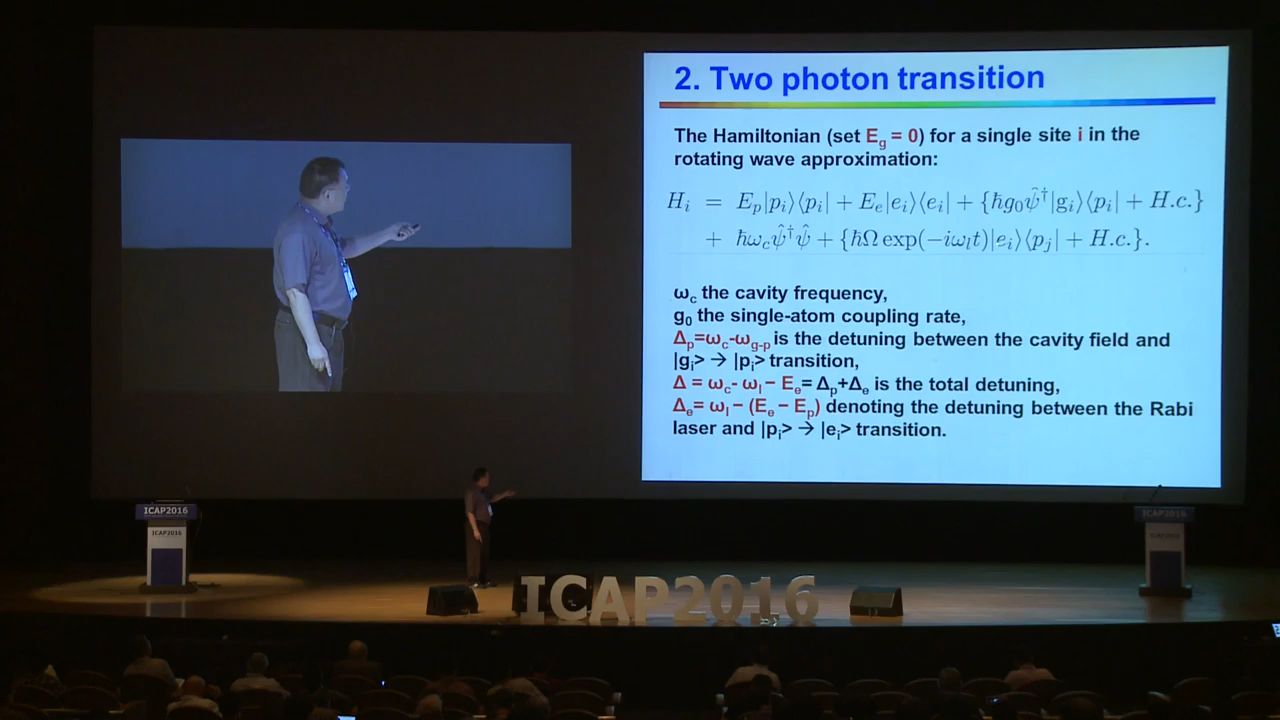 2. Two photon transition
The Hamiltonian (set E_g = 0) for a single site i in the
rotating wave approximation:
H_i = E_p|p_i⟩⟨p_i| + E_e|e_i⟩⟨e_i| + {ℏg_0ψ̂†|g_i⟩⟨p_i| + H.c.}
+ ℏω_cψ̂†ψ̂ + {ℏΩ exp(−iω_lt)|e_i⟩⟨p_j| + H.c.}.
ω_c the cavity frequency,
g_0 the single-atom coupling rate,
Δ_p=ω_c-ω_g-p is the detuning between the cavity field and
|g_i> → |p_i> transition,
Δ = ω_c- ω_l − E_e= Δ_p+Δ_e is the total detuning,
Δ_e= ω_l − (E_e − E_p) denoting the detuning between the Rabi
laser and |p_i> → |e_i> transition.
ICAP2016
ICAP2016
ICAP2016
ICAP2016
ICAP2016